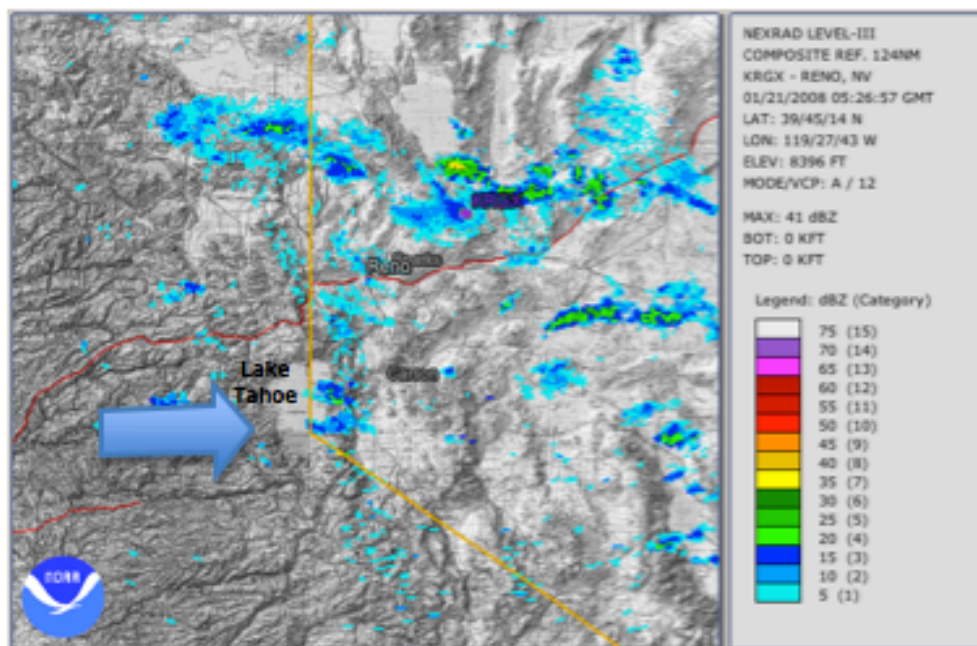 NEXRAD LEVEL-III
COMPOSITE REF. 124NM
KRGX - RENO, NV
01/21/2008 05:26:57 GMT
LAT: 39/45/14 N
LON: 119/27/43 W
ELEV: 8396 FT
MODE/VCP: A / 12
MAX: 41 dBZ
BOT: 0 KFT
TOP: 0 KFT
Legend: dBZ (Category)
75 (15)
70 (14)
65 (13)
60 (12)
55 (11)
50 (10)
45 (9)
40 (8)
35 (7)
30 (6)
25 (5)
20 (4)
15 (3)
10 (2)
5 (1)
KRGX
Sparks
Reno
Lake
Tahoe
NOAA